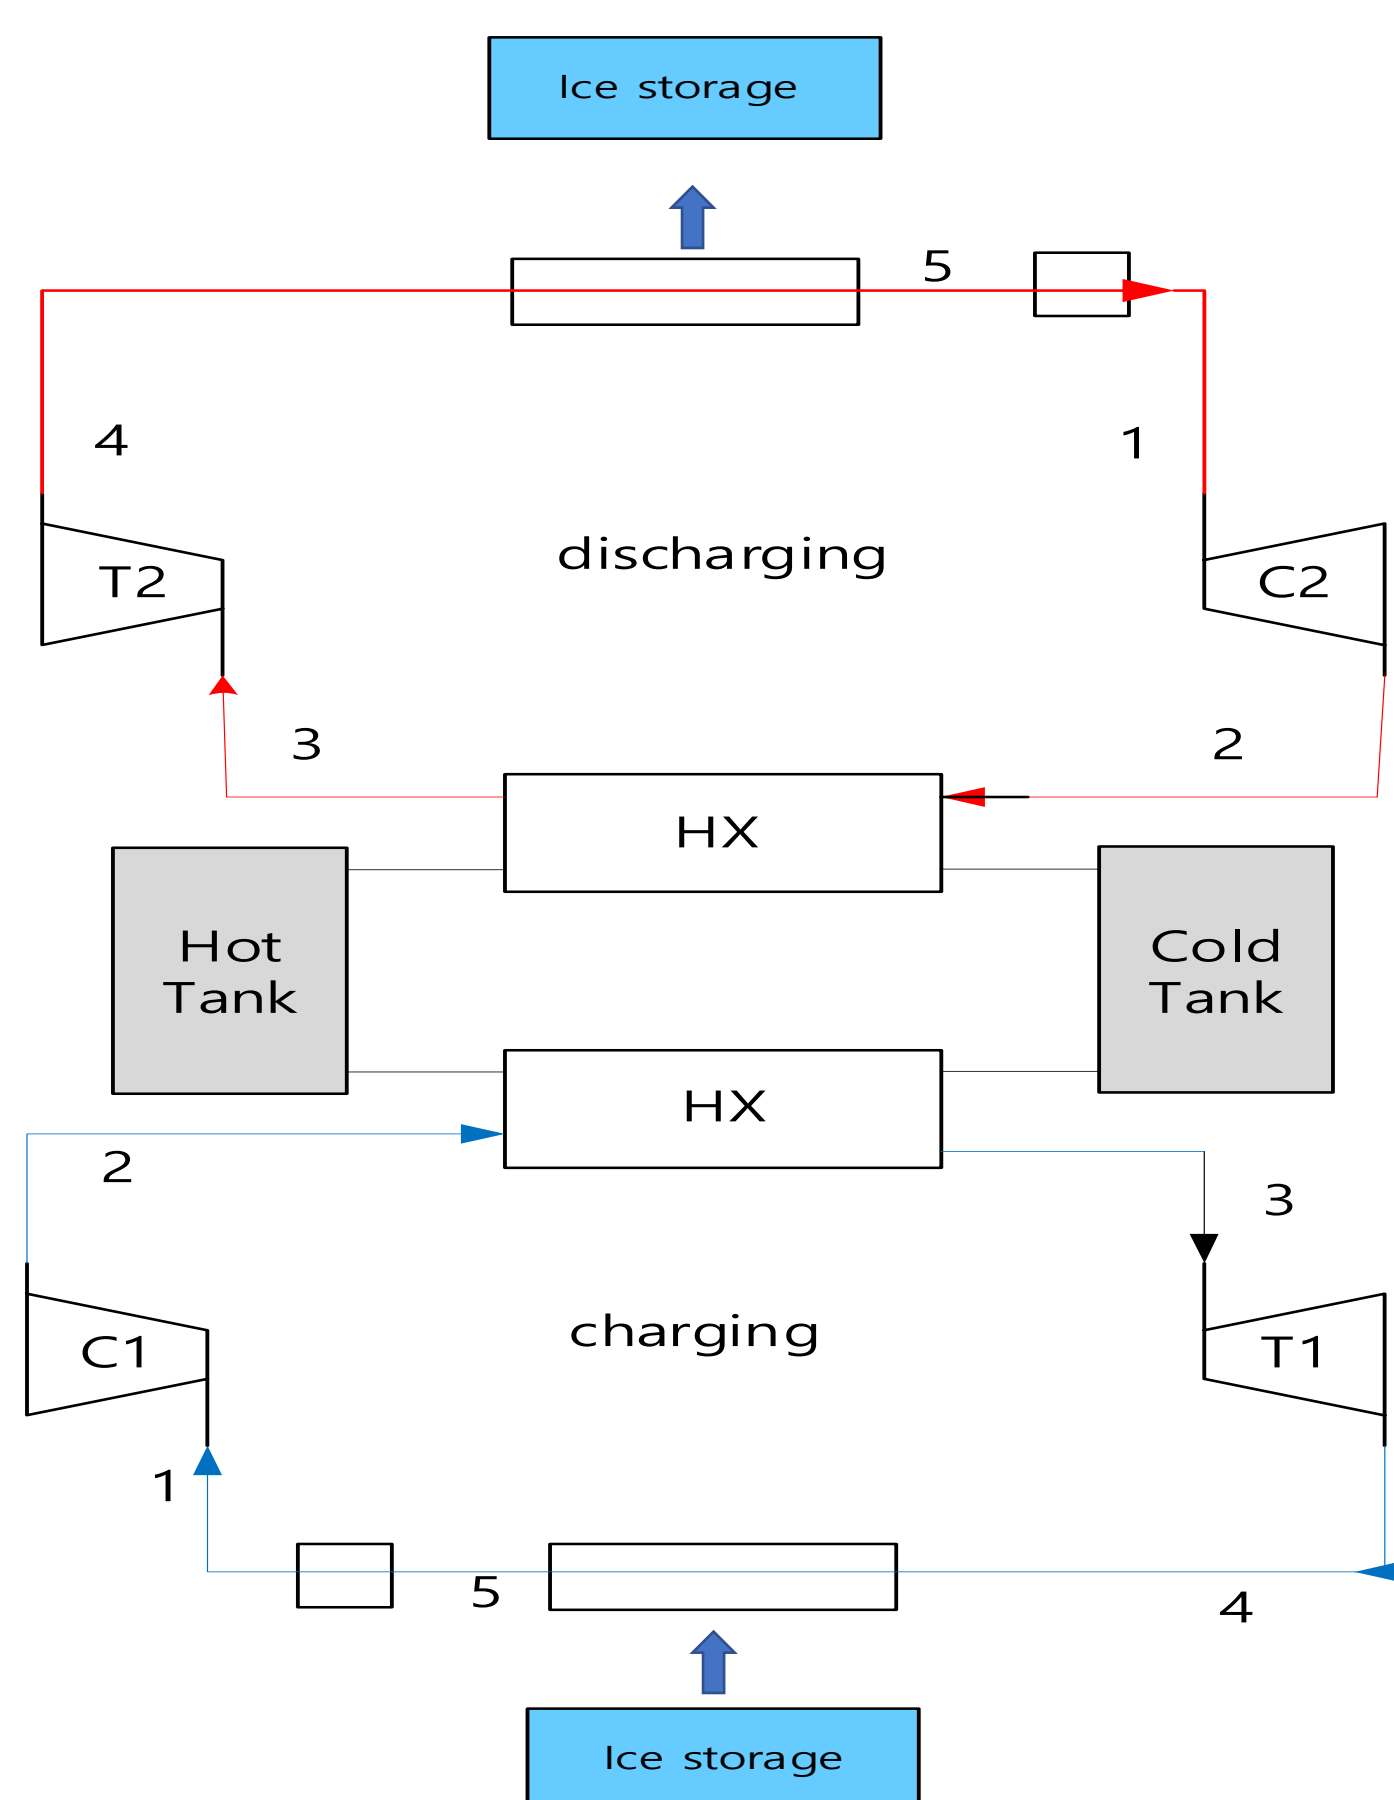 Ice storage
5
4
1
discharging
T2
C2
3
2
HX
Hot
Tank
Cold
Tank
HX
2
3
charging
C1
T1
1
5
4
Ice storage